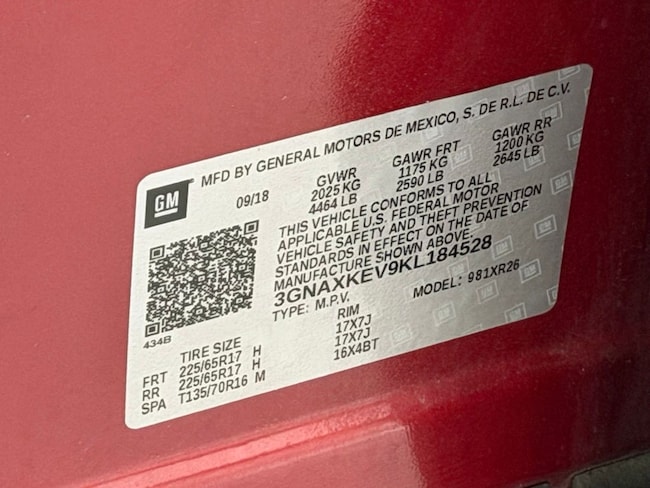 MFD BY GENERAL MOTORS DE MEXICO, S. DE R.L. DE C.V.
GM
09/18
GVWR
2025 KG
4464 LB
GAWR FRT
1175 KG
2590 LB
GAWR RR
1200 KG
2645 LB
THIS VEHICLE CONFORMS TO ALL
APPLICABLE U.S. FEDERAL MOTOR
VEHICLE SAFETY AND THEFT PREVENTION
STANDARDS IN EFFECT ON THE DATE OF
MANUFACTURE SHOWN ABOVE.
3GNAXKEV9KL184528
TYPE: M.P.V.
MODEL: 981XR26
434B
TIRE SIZE
RIM
FRT 225/65R17 H 17X7J
RR 225/65R17 H 17X7J
SPA T135/70R16 M 16X4BT